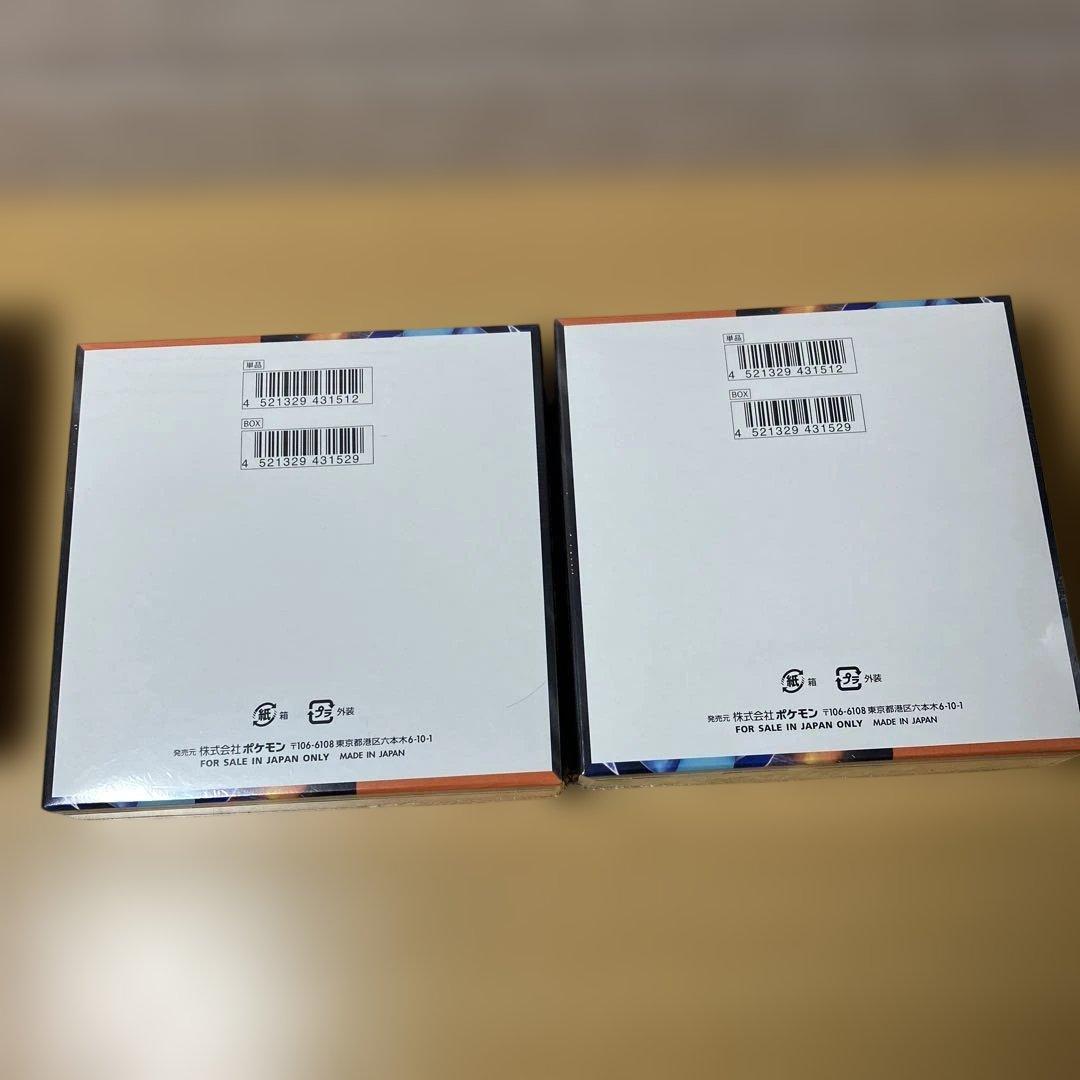 単品
4 521329 431512
BOX
4 521329 431529
紙 箱 プラ 外装
発売元 株式会社 ポケモン 〒106-6108 東京都港区六本木6-10-1
FOR SALE IN JAPAN ONLY MADE IN JAPAN
単品
4 521329 431512
BOX
4 521329 431529
紙 箱 プラ 外装
発売元 株式会社 ポケモン 〒106-6108 東京都港区六本木6-10-1
FOR SALE IN JAPAN ONLY MADE IN JAPAN